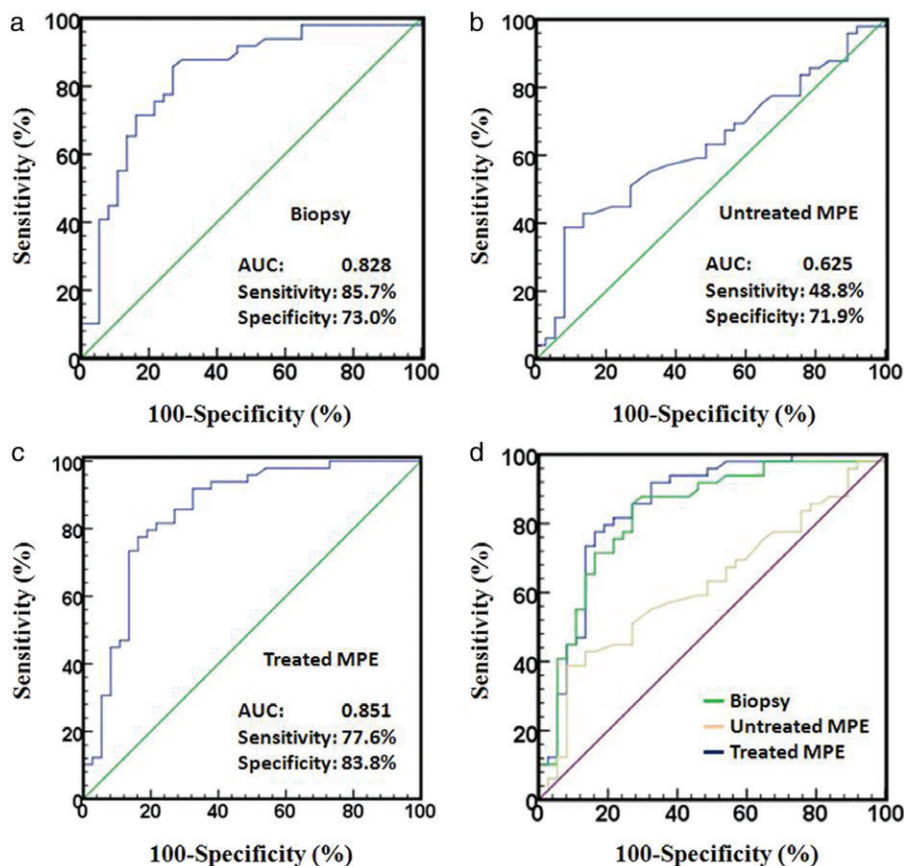 a
100
80
60
40
20
0
Sensitivity (%)
Biopsy
AUC: 0.828
Sensitivity: 85.7%
Specificity: 73.0%
0 20 40 60 80 100
100-Specificity (%)
b
100
80
60
40
20
0
Sensitivity (%)
Untreated MPE
AUC: 0.625
Sensitivity: 48.8%
Specificity: 71.9%
0 20 40 60 80 100
100-Specificity (%)
c
100
80
60
40
20
0
Sensitivity (%)
Treated MPE
AUC: 0.851
Sensitivity: 77.6%
Specificity: 83.8%
0 20 40 60 80 100
100-Specificity (%)
d
100
80
60
40
20
0
Sensitivity (%)
Biopsy
Untreated MPE
Treated MPE
0 20 40 60 80 100
100-Specificity (%)